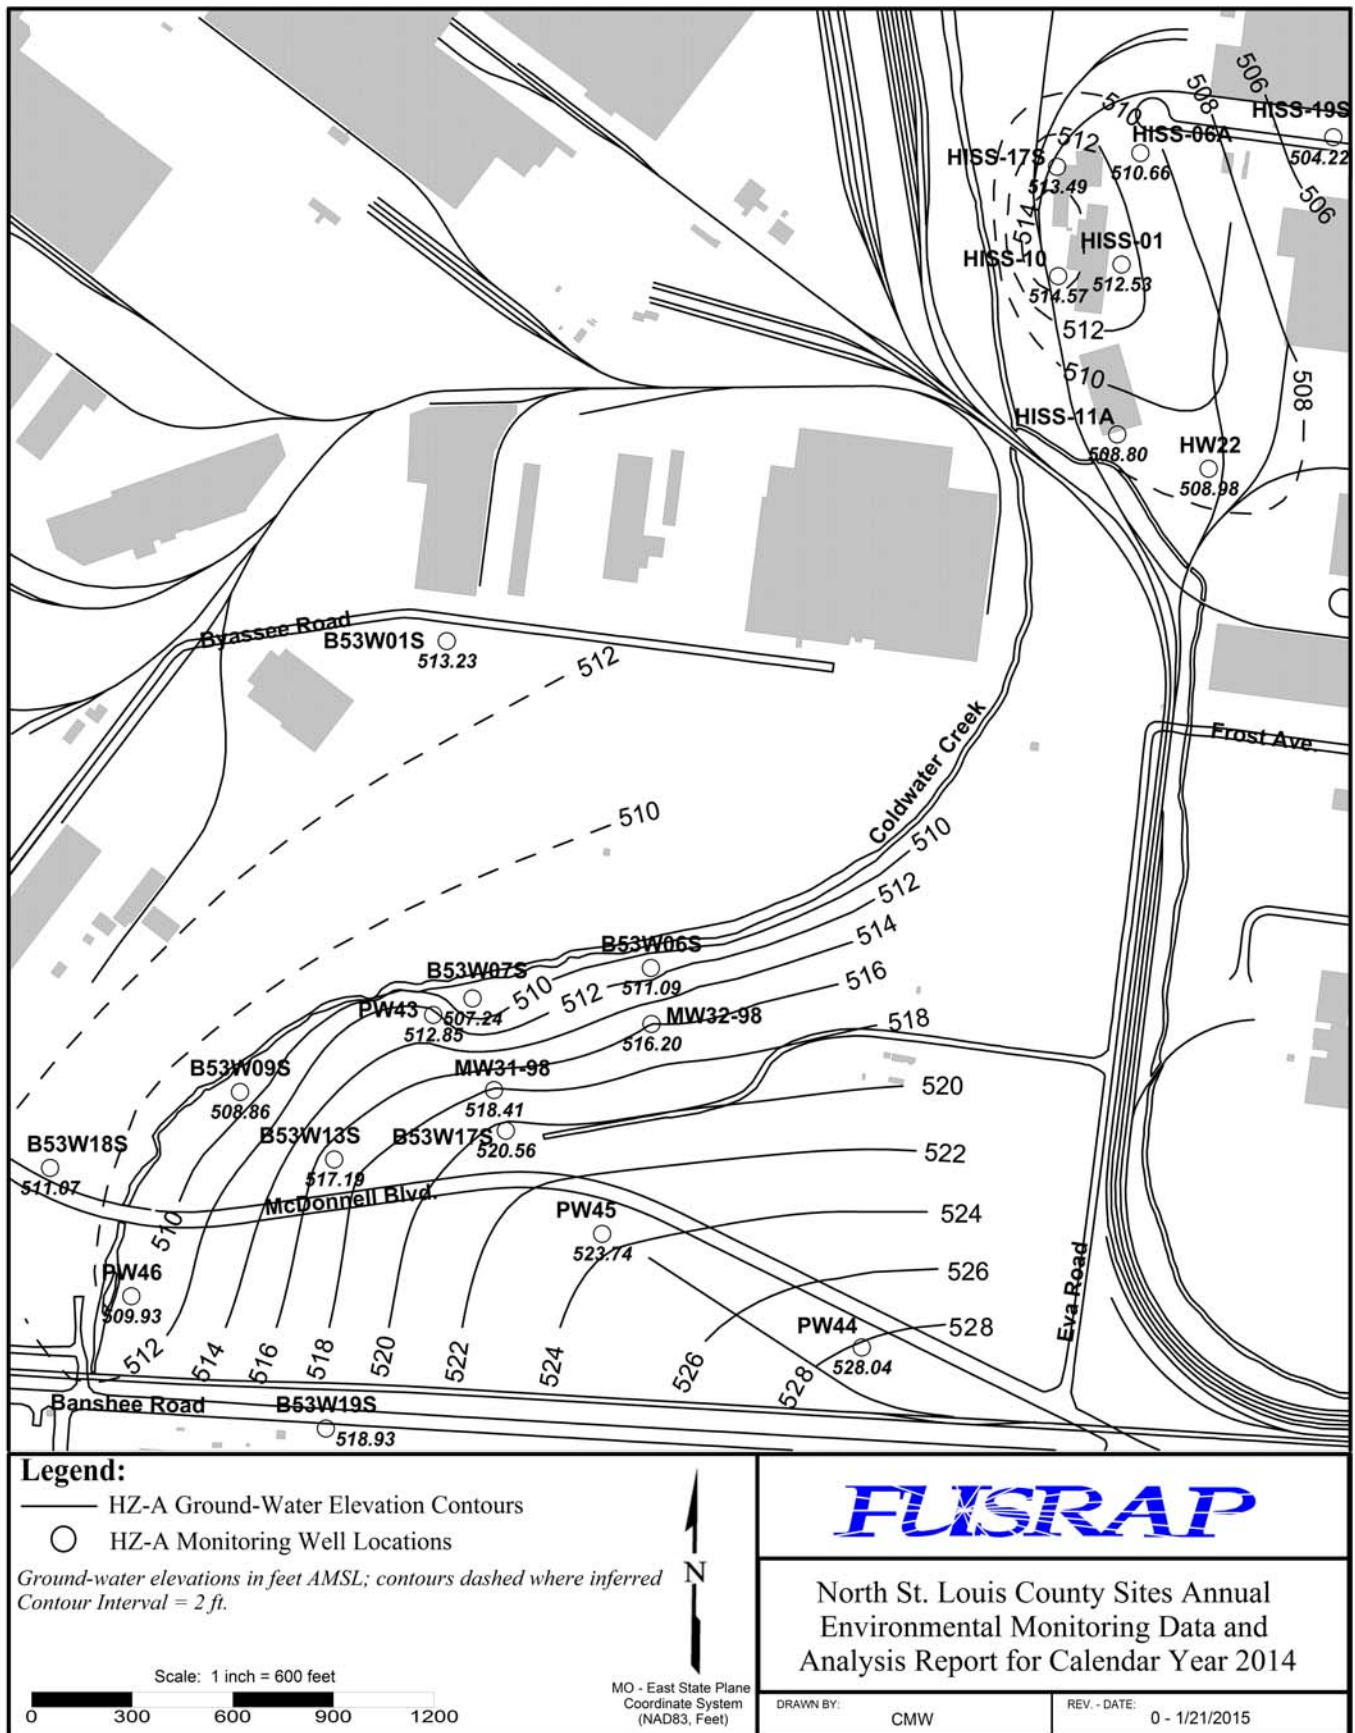 506
508
HISS-19S
504.22
510
HISS-06A
510.66
512
HISS-17S
513.49
506
514
HISS-01
512.53
HISS-10
514.57
512
510
508
HISS-11A
508.80
HW22
508.98
Byassee Road
B53W01S
513.23
512
Coldwater Creek
Frost Ave.
510
510
512
514
516
518
B53W06S
511.09
B53W07S
507.24
510
512
PW43
512.85
MW32-98
516.20
B53W09S
508.86
MW31-98
518.41
520
B53W18S
511.07
B53W13S
517.19
B53W17S
520.56
522
McDonnell Blvd.
510
PW45
523.74
524
526
Eva Road
PW46
509.93
PW44
528.04
528
512
514
516
518
520
522
524
526
528
Banshee Road
B53W19S
518.93
Legend:
HZ-A Ground-Water Elevation Contours
HZ-A Monitoring Well Locations
Ground-water elevations in feet AMSL; contours dashed where inferred
Contour Interval = 2 ft.
Scale: 1 inch = 600 feet
0 300 600 900 1200
N
MO - East State Plane
Coordinate System
(NAD83, Feet)
FUSRAP
North St. Louis County Sites Annual
Environmental Monitoring Data and
Analysis Report for Calendar Year 2014
DRAWN BY:
CMW
REV. - DATE:
0 - 1/21/2015